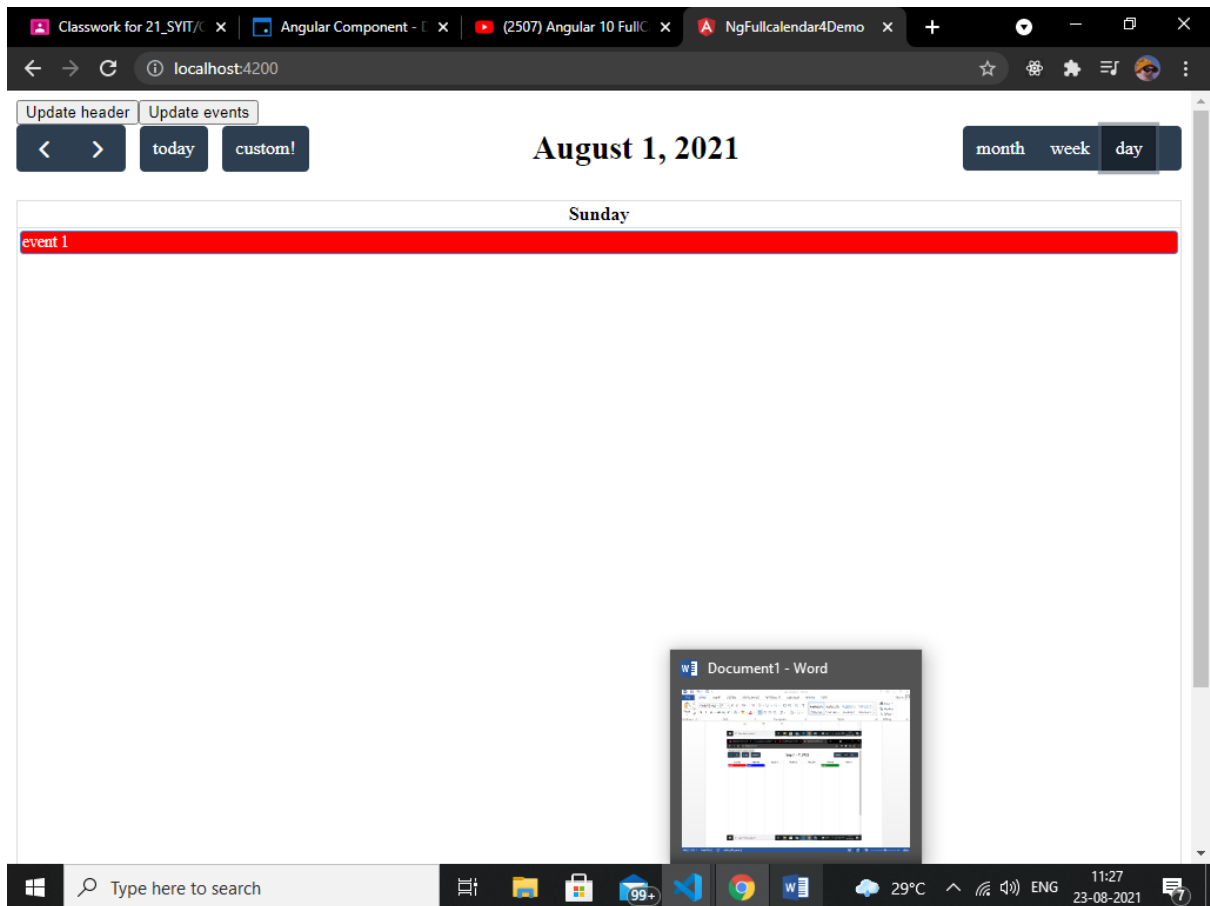 Classwork for 21_SYIT/C
Angular Component - D
(2507) Angular 10 FullC
NgFullcalendar4Demo
localhost:4200
Update header Update events
today custom! August 1, 2021 month week day
Sunday
event 1
Document1 - Word
Type here to search
99+
29°C
ENG
11:27
23-08-2021
7